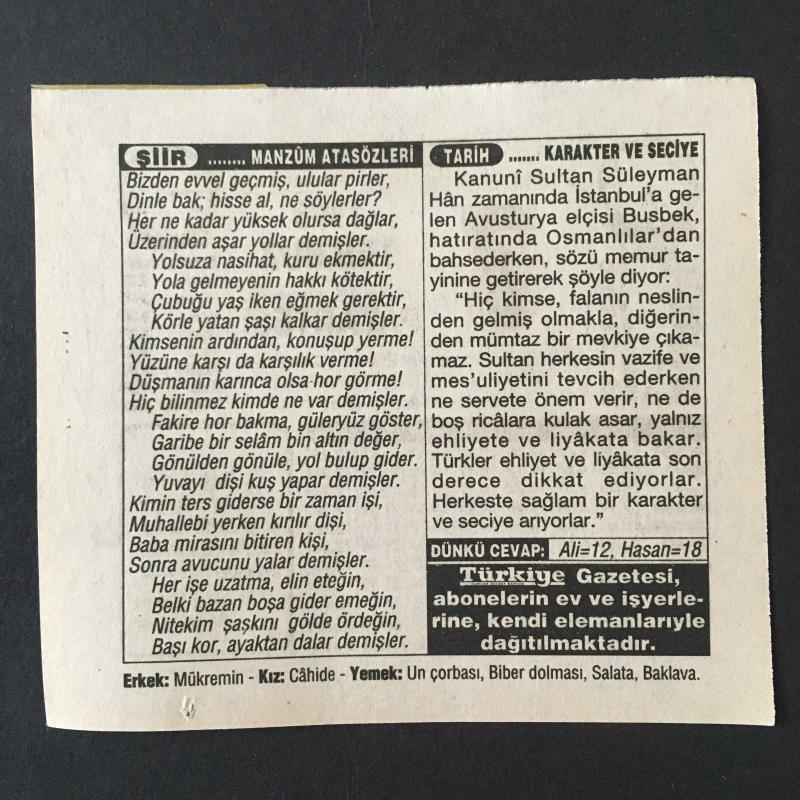 ŞİİR ........ MANZÛM ATASÖZLERİ
Bizden evvel geçmiş, ulular pirler,
Dinle bak; hisse al, ne söylerler?
Her ne kadar yüksek olursa dağlar,
Üzerinden aşar yollar demişler.
Yolsuza nasihat, kuru ekmektir,
Yola gelmeyenin hakkı kötektir,
Çubuğu yaş iken eğmek gerektir,
Körle yatan şaşı kalkar demişler.
Kimsenin ardından, konuşup yerme!
Yüzüne karşı da karşılık verme!
Düşmanın karınca olsa hor görme!
Hiç bilinmez kimde ne var demişler.
Fakire hor bakma, güleryüz göster,
Garibe bir selâm bin altın değer,
Gönülden gönüle, yol bulup gider.
Yuvayı dişi kuş yapar demişler.
Kimin ters giderse bir zaman işi,
Muhallebi yerken kırılır dişi,
Baba mirasını bitiren kişi,
Sonra avucunu yalar demişler.
Her işe uzatma, elin eteğin,
Belki bazan boşa gider emeğin,
Nitekim şaşkını gölde ördeğin,
Başı kor, ayaktan dalar demişler.
TARİH ....... KARAKTER VE SECİYE
Kanunî Sultan Süleyman
Hân zamanında İstanbul'a ge-
len Avusturya elçisi Busbek,
hatıratında Osmanlılar'dan
bahsederken, sözü memur ta-
yinine getirerek şöyle diyor:
"Hiç kimse, falanın neslin-
den gelmiş olmakla, diğerin-
den mümtaz bir mevkiye çıka-
maz. Sultan herkesin vazife ve
mes'uliyetini tevcih ederken
ne servete önem verir, ne de
boş ricâlara kulak asar, yalnız
ehliyete ve liyâkata bakar.
Türkler ehliyet ve liyâkata son
derece dikkat ediyorlar.
Herkeste sağlam bir karakter
ve seciye arıyorlar."
DÜNKÜ CEVAP: Ali=12, Hasan=18
Türkiye Gazetesi,
abonelerin ev ve işyerle-
rine, kendi elemanlarıyle
dağıtılmaktadır.
Erkek: Mükremin - Kız: Câhide - Yemek: Un çorbası, Biber dolması, Salata, Baklava.